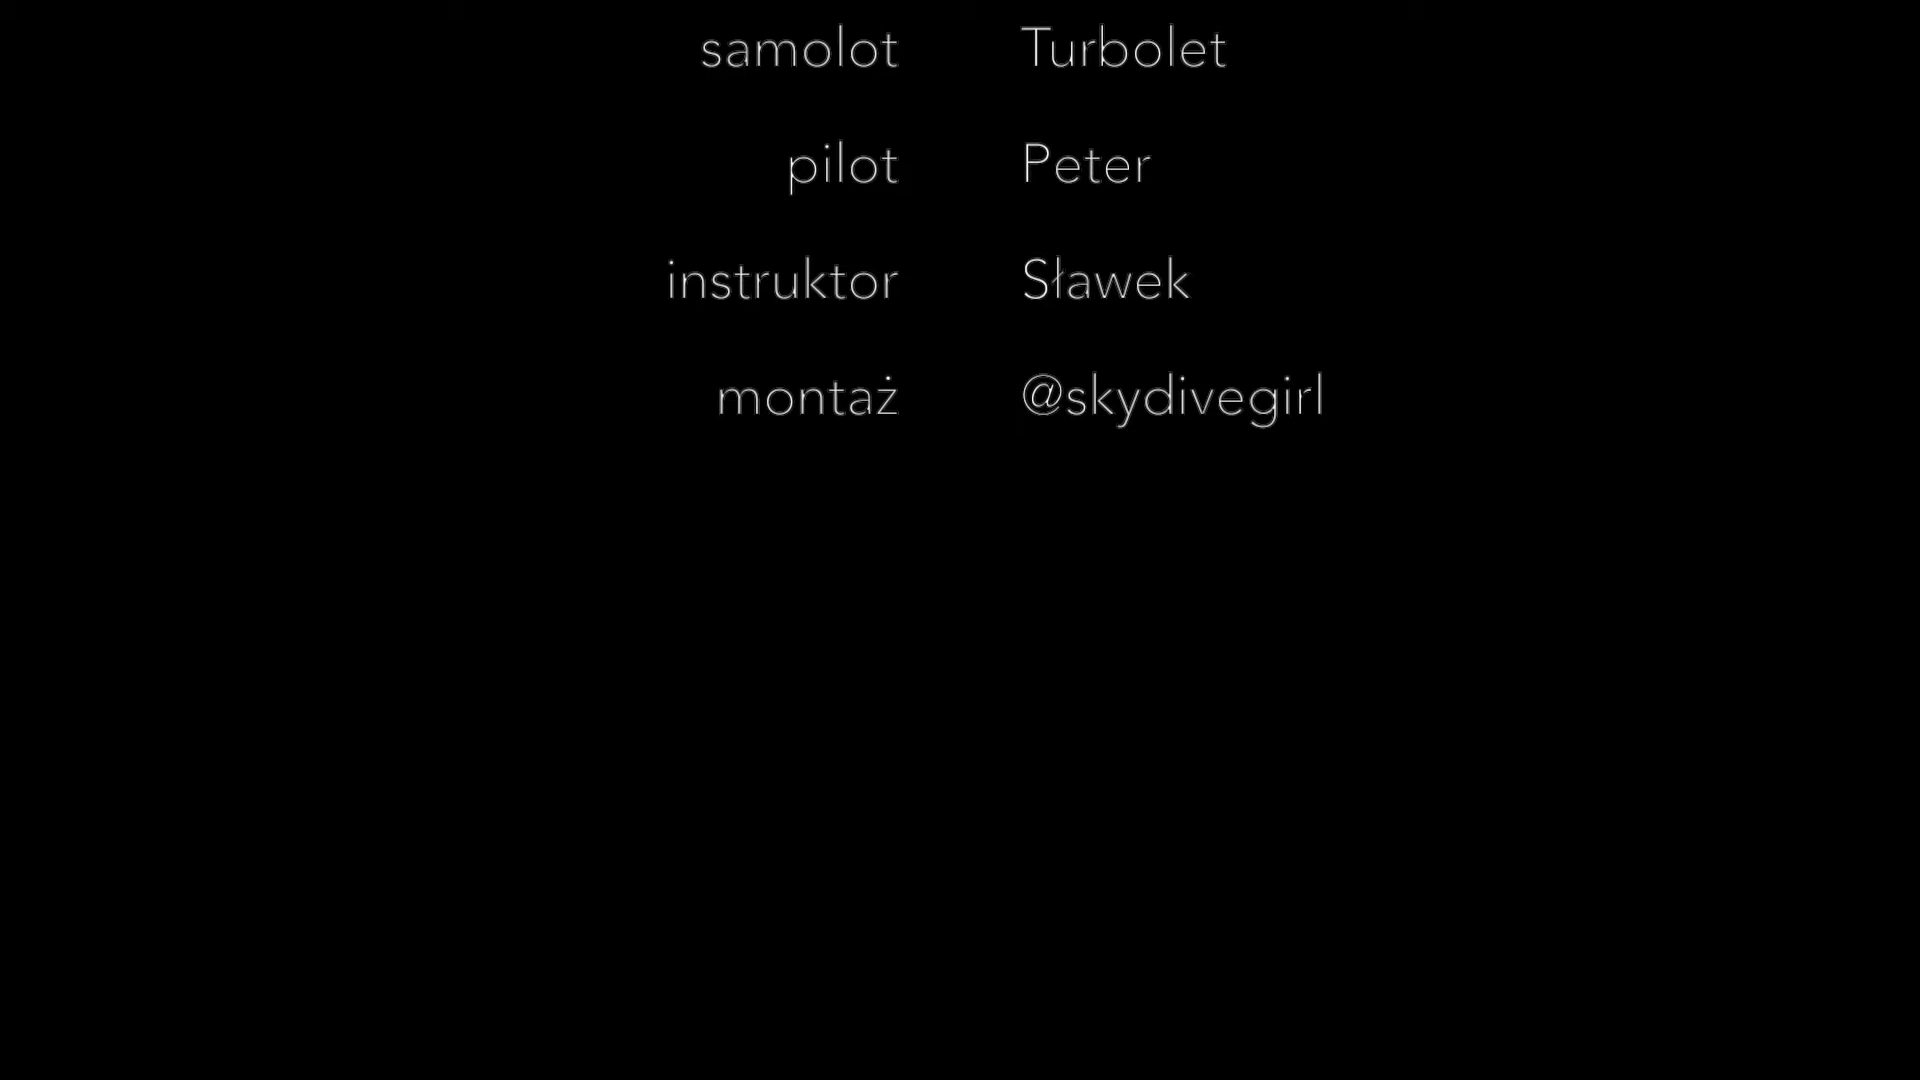 samolot Turbolet
pilot Peter
instruktor Sławek
montaż @skydivegirl